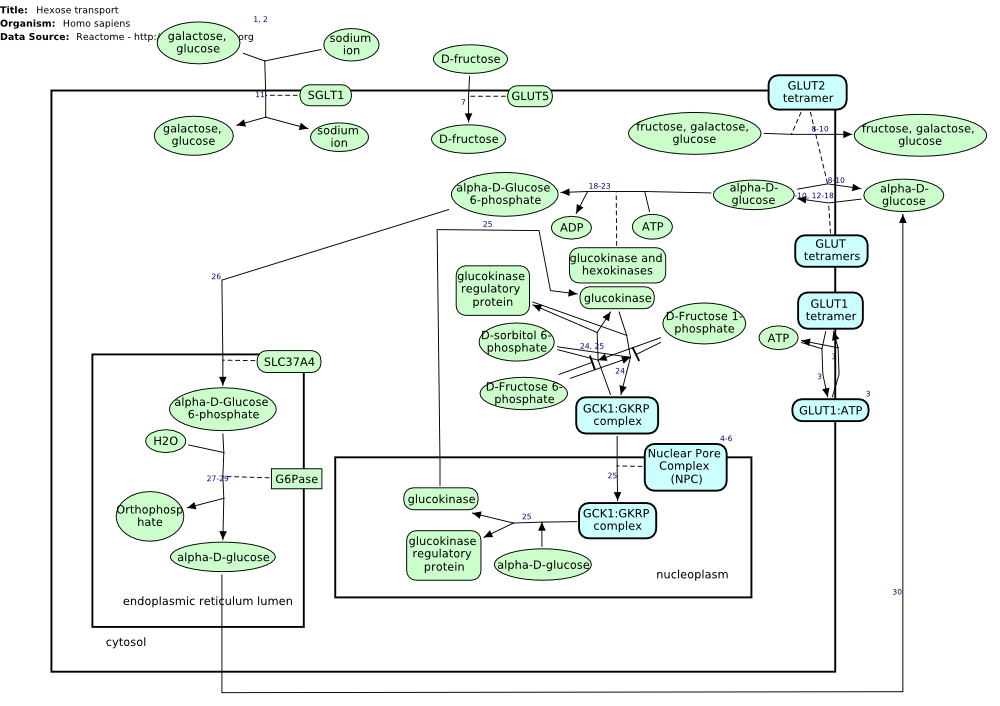 Title: Hexose transport
Organism: Homo sapiens
Data Source: Reactome - http:/ org
1, 2
galactose,
glucose
sodium
ion
D-fructose
GLUT2
tetramer
11
SGLT1
7
GLUT5
galactose,
glucose
sodium
ion
D-fructose
fructose, galactose,
glucose
8-10
fructose, galactose,
glucose
alpha-D-Glucose
6-phosphate
18-23
alpha-D-
glucose
8-10
10, 12-18
alpha-D-
glucose
ADP
ATP
25
GLUT
tetramers
glucokinase and
hexokinases
26
glucokinase
regulatory
protein
glucokinase
GLUT1
tetramer
D-Fructose 1-
phosphate
D-sorbitol 6-
phosphate
24, 25
ATP
3
SLC37A4
24
3
D-Fructose 6-
phosphate
3
alpha-D-Glucose
6-phosphate
GCK1:GKRP
complex
GLUT1:ATP
H2O
4-6
Nuclear Pore
Complex
(NPC)
27-29
G6Pase
25
glucokinase
Orthophosp
hate
25
GCK1:GKRP
complex
glucokinase
regulatory
protein
alpha-D-glucose
alpha-D-glucose
nucleoplasm
30
endoplasmic reticulum lumen
cytosol